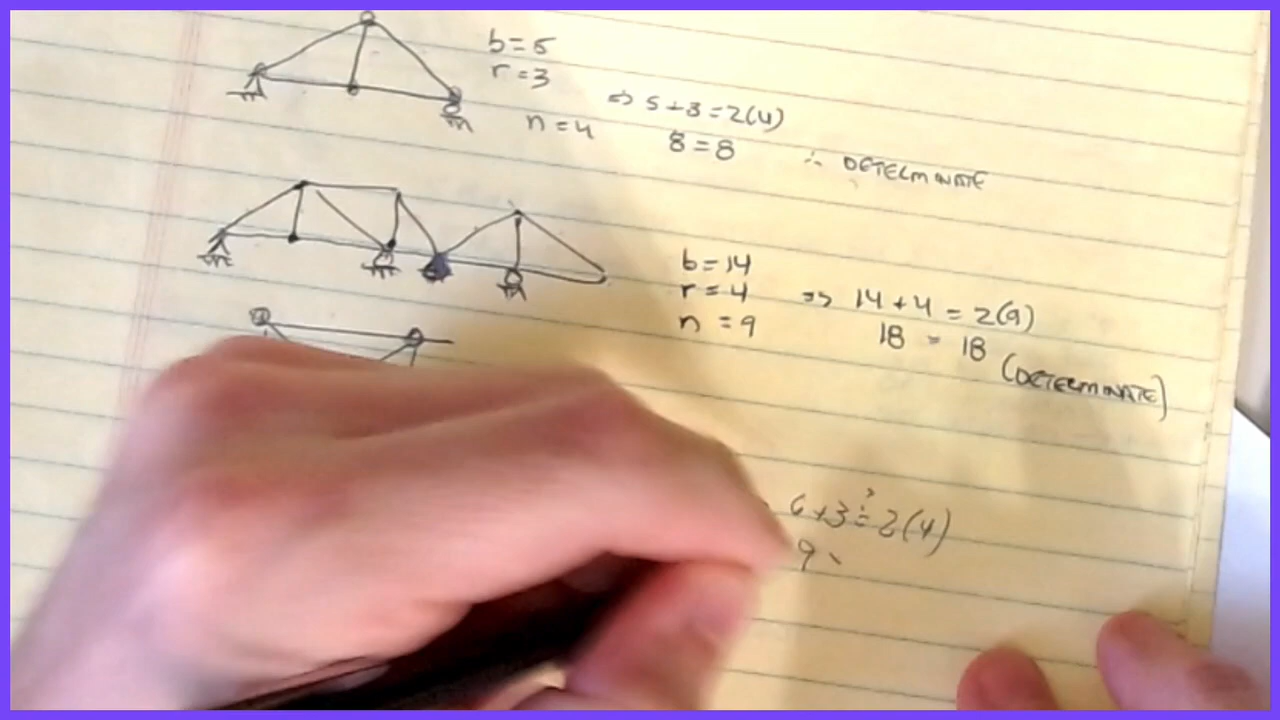 b = 5
r = 3
n = 4
⇒ 5 + 3 = 2(4)
8 = 8 ∴ DETERMINATE
b = 14
r = 4
n = 9
⇒ 14 + 4 = 2(9)
18 = 18
(DETERMINATE)
6 + 3 ≟ 2(4)
9